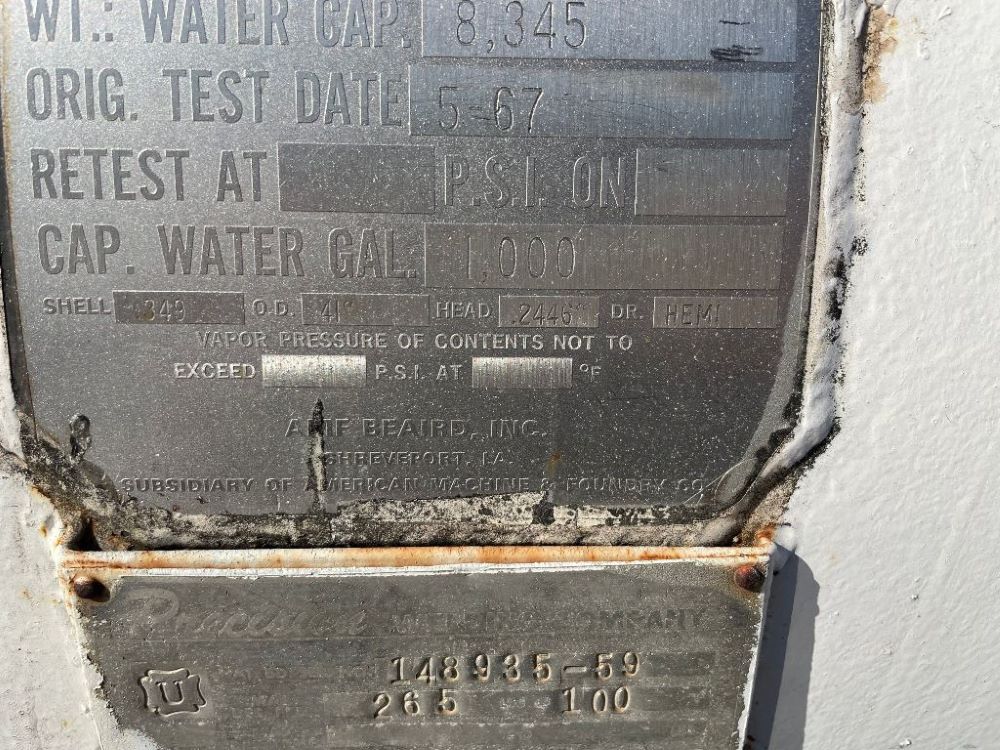 WT.: WATER CAP. 8,345
ORIG. TEST DATE 5-67
RETEST AT P.S.I. ON
CAP. WATER GAL. 1,000
SHELL .349 O.D. 41" HEAD .2446" DR. HEMI
VAPOR PRESSURE OF CONTENTS NOT TO
EXCEED P.S.I. AT °F
AMF BEAIRD, INC.
SHREVEPORT, LA.
SUBSIDIARY OF AMERICAN MACHINE & FOUNDRY CO.
COMPANY
148935-59
U
265 100